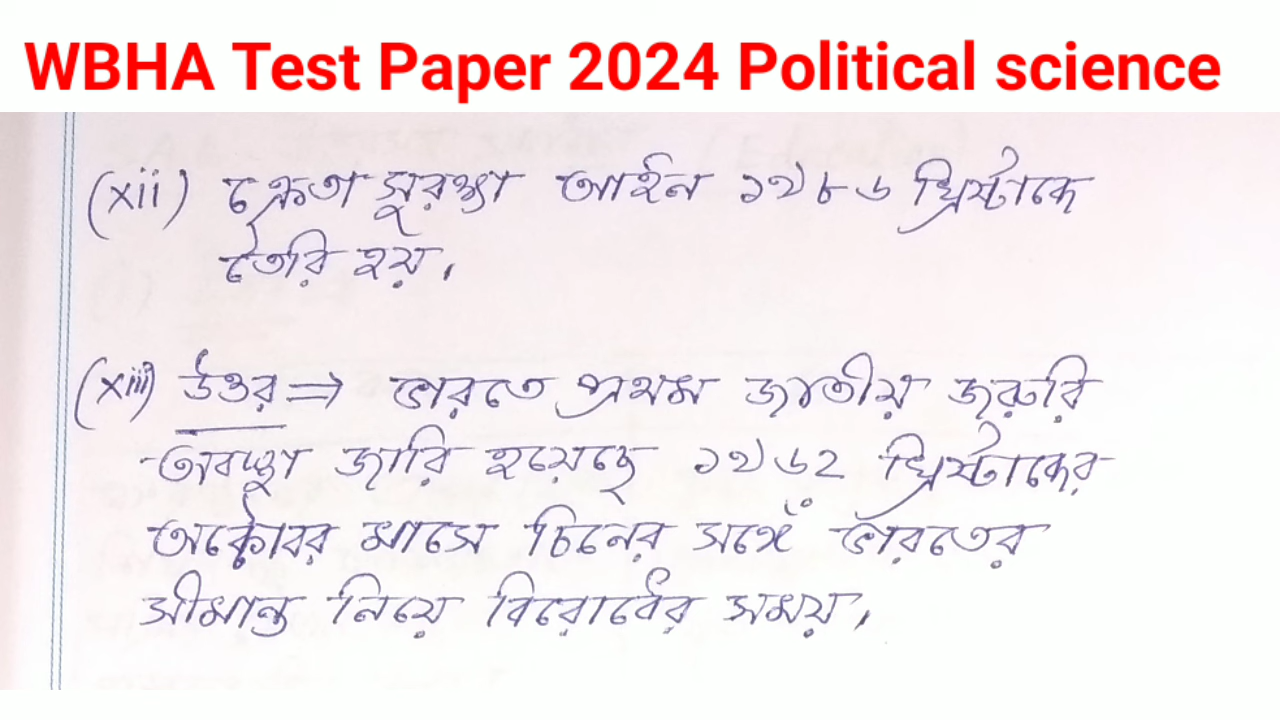 WBHA Test Paper 2024 Political science
(xii) ক্রেতা সুরক্ষা আইন ১৯৮৬ খ্রিস্টাব্দে
তৈরি হয়।
(xiii) উত্তর ⇒ ভারতে প্রথম জাতীয় জরুরি
অবস্থা জারি হয়েছে ১৯৬২ খ্রিস্টাব্দের
অক্টোবর মাসে চিনের সঙ্গে ভারতের
সীমান্ত নিয়ে বিরোধের সময়।